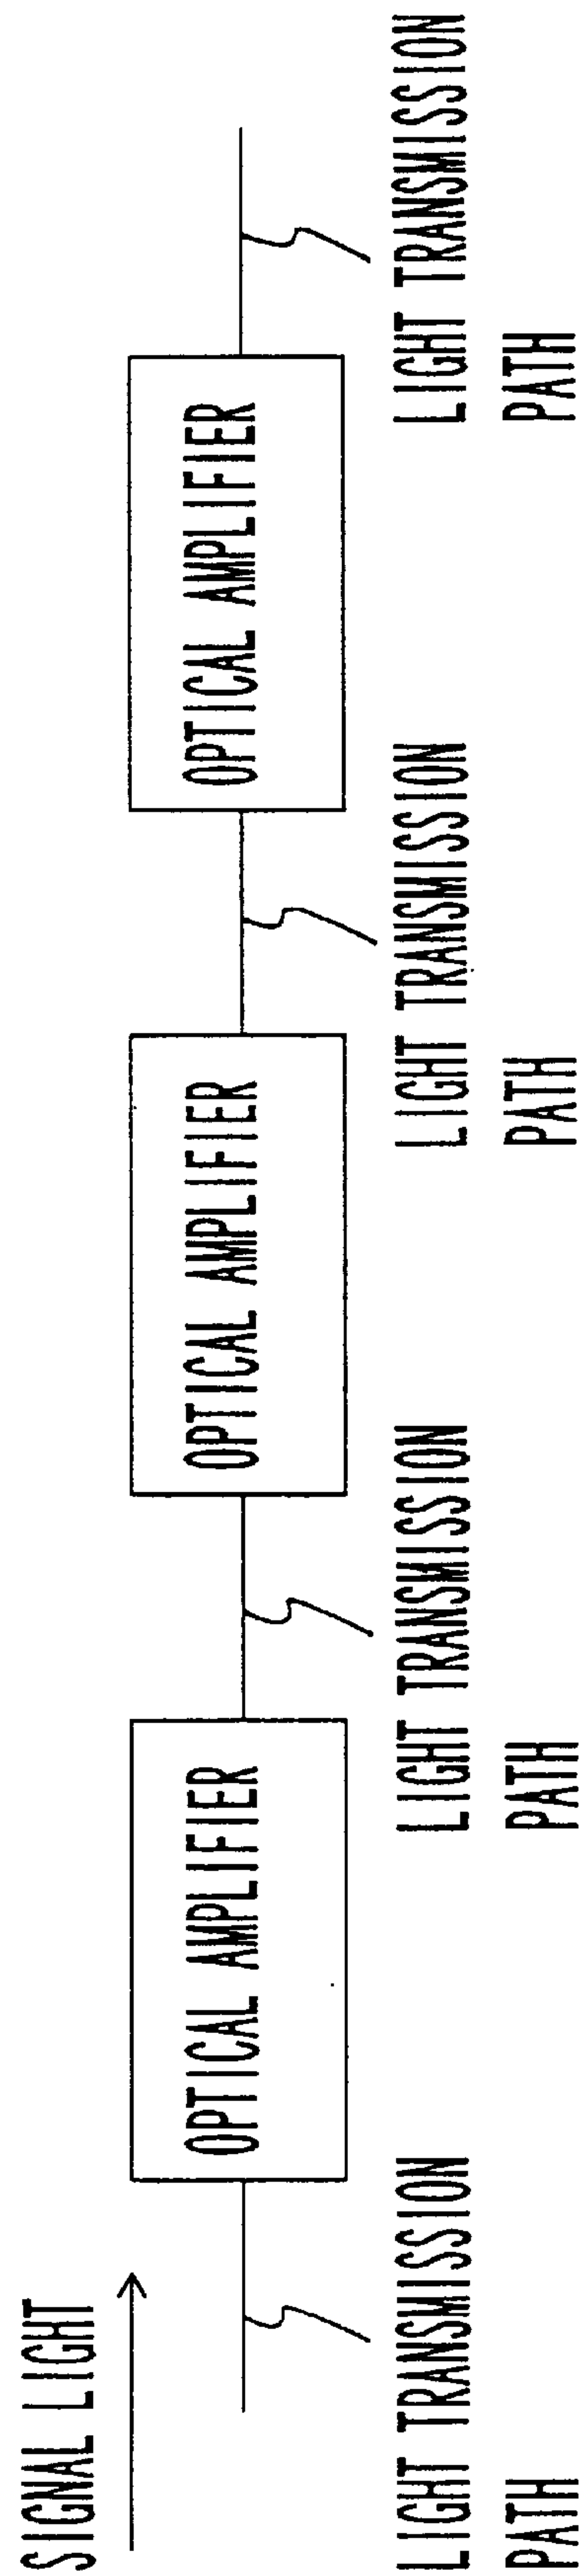 SIGNAL LIGHT
OPTICAL AMPLIFIER
OPTICAL AMPLIFIER
OPTICAL AMPLIFIER
LIGHT TRANSMISSION
PATH
LIGHT TRANSMISSION
PATH
LIGHT TRANSMISSION
PATH
LIGHT TRANSMISSION
PATH